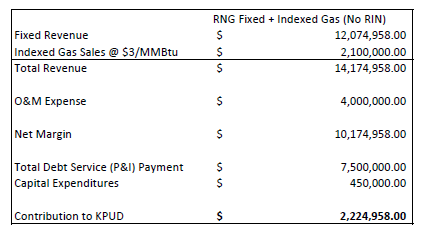 RNG Fixed + Indexed Gas (No RIN)
Fixed Revenue $ 12,074,958.00
Indexed Gas Sales @ $3/MMBtu $ 2,100,000.00
Total Revenue $ 14,174,958.00
O&M Expense $ 4,000,000.00
Net Margin $ 10,174,958.00
Total Debt Service (P&I) Payment $ 7,500,000.00
Capital Expenditures $ 450,000.00
Contribution to KPUD $ 2,224,958.00